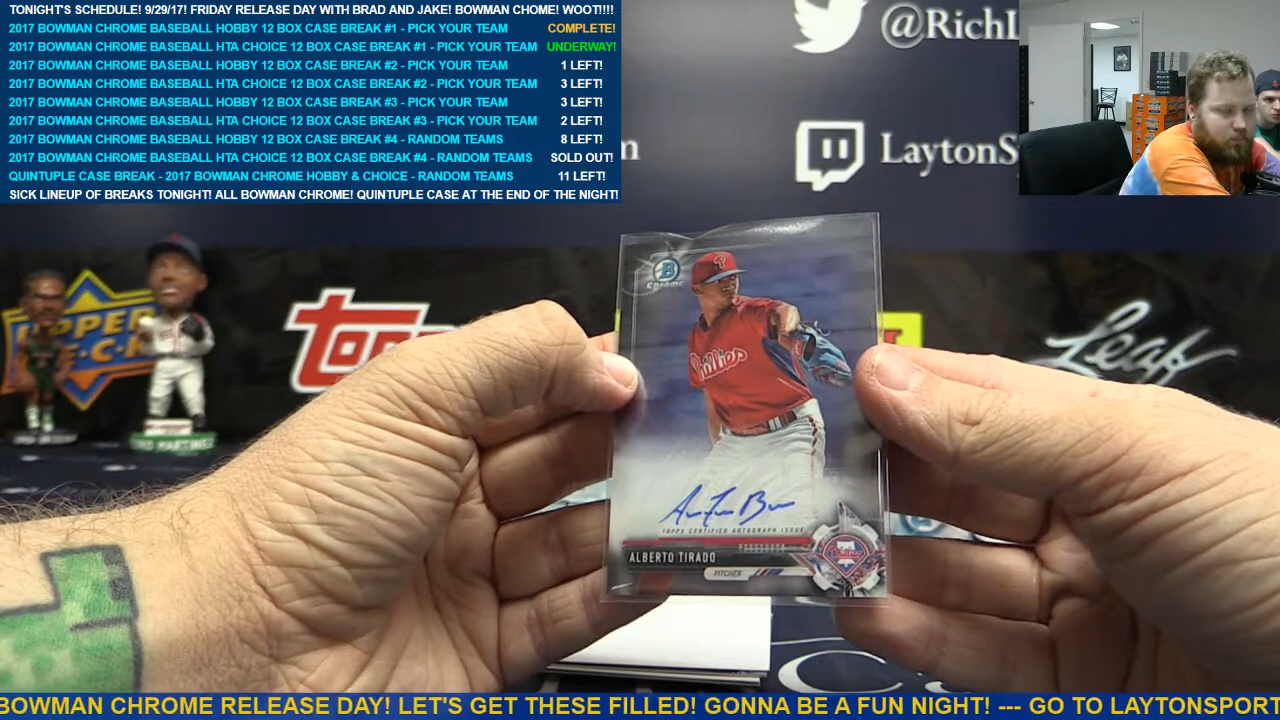 TONIGHT'S SCHEDULE! 9/29/17! FRIDAY RELEASE DAY WITH BRAD AND JAKE! BOWMAN CHOME! WOOT!!!!
2017 BOWMAN CHROME BASEBALL HOBBY 12 BOX CASE BREAK #1 - PICK YOUR TEAM COMPLETE!
2017 BOWMAN CHROME BASEBALL HTA CHOICE 12 BOX CASE BREAK #1 - PICK YOUR TEAM UNDERWAY!
2017 BOWMAN CHROME BASEBALL HOBBY 12 BOX CASE BREAK #2 - PICK YOUR TEAM 1 LEFT!
2017 BOWMAN CHROME BASEBALL HTA CHOICE 12 BOX CASE BREAK #2 - PICK YOUR TEAM 3 LEFT!
2017 BOWMAN CHROME BASEBALL HOBBY 12 BOX CASE BREAK #3 - PICK YOUR TEAM 3 LEFT!
2017 BOWMAN CHROME BASEBALL HTA CHOICE 12 BOX CASE BREAK #3 - PICK YOUR TEAM 2 LEFT!
2017 BOWMAN CHROME BASEBALL HOBBY 12 BOX CASE BREAK #4 - RANDOM TEAMS 8 LEFT!
2017 BOWMAN CHROME BASEBALL HTA CHOICE 12 BOX CASE BREAK #4 - RANDOM TEAMS SOLD OUT!
QUINTUPLE CASE BREAK - 2017 BOWMAN CHROME HOBBY & CHOICE - RANDOM TEAMS 11 LEFT!
SICK LINEUP OF BREAKS TONIGHT! ALL BOWMAN CHROME! QUINTUPLE CASE AT THE END OF THE NIGHT!
@RichL
LaytonS
m
UPPER
TOPP
Leaf
B
Chrome
P
Phillies
TOPPS CERTIFIED AUTOGRAPH ISSUE
ALBERTO TIRADO
PITCHER
Phillies
BOWMAN CHROME RELEASE DAY! LET'S GET THESE FILLED! GONNA BE A FUN NIGHT! --- GO TO LAYTONSPORT